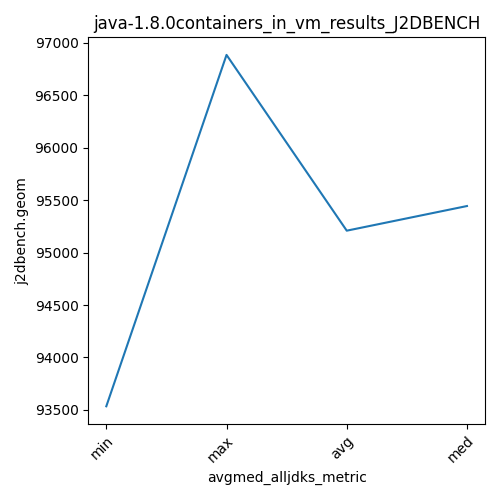 java-1.8.0containers_in_vm_results_J2DBENCH
97000
96500
96000
95500
95000
94500
94000
93500
j2dbench.geom
min
max
avg
med
avgmed_alljdks_metric